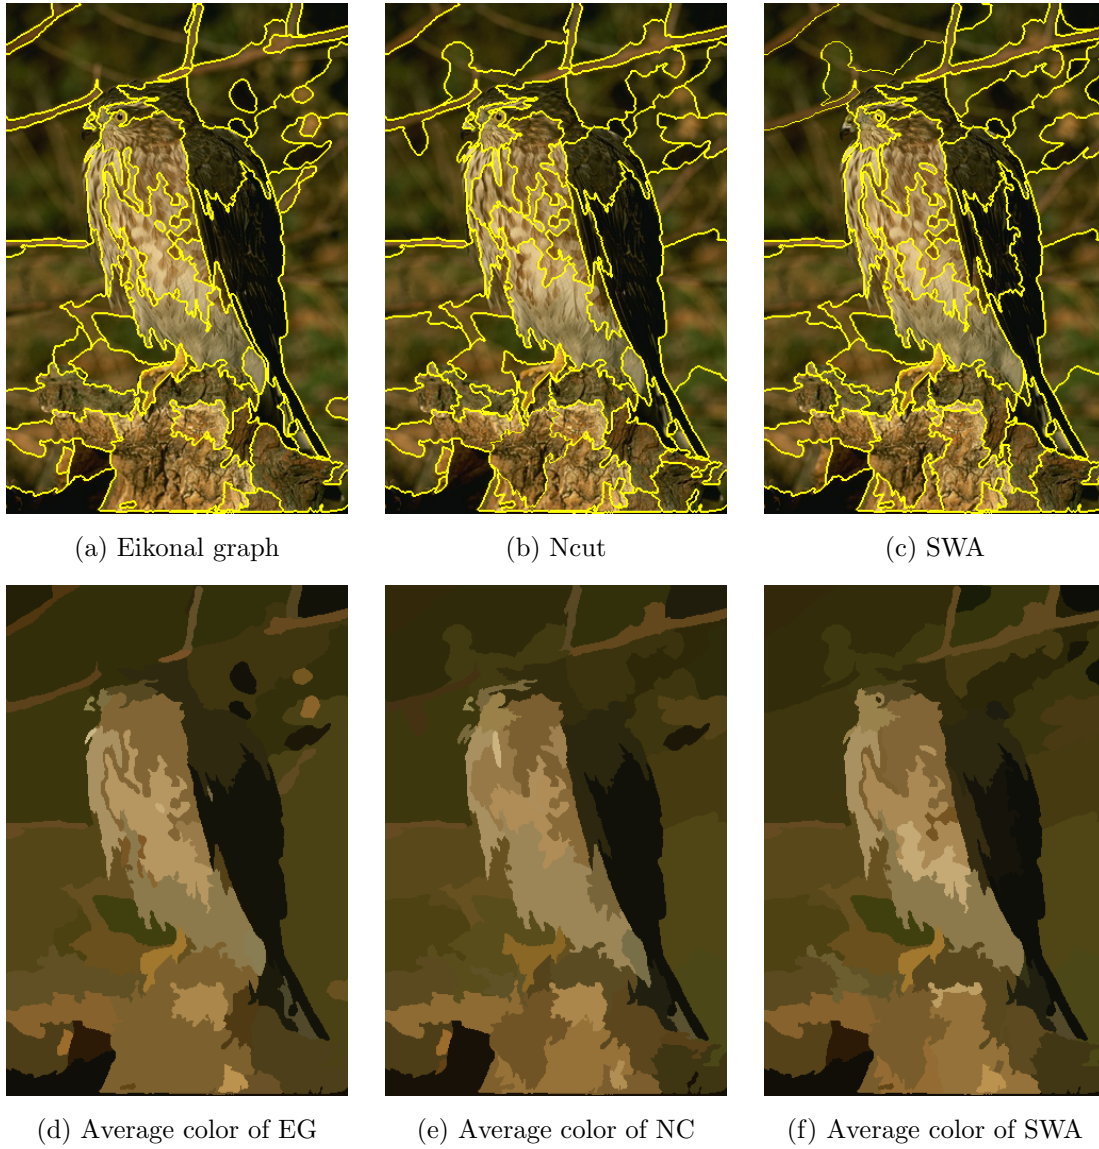 (a) Eikonal graph
(b) Ncut
(c) SWA
(d) Average color of EG
(e) Average color of NC
(f) Average color of SWA